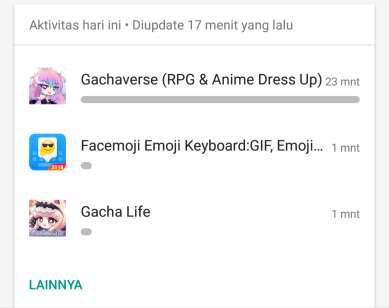 Aktivitas hari ini • Diupdate 17 menit yang lalu
Gachaverse (RPG & Anime Dress Up) 23 mnt
Facemoji Emoji Keyboard:GIF, Emoji... 1 mnt
Gacha Life 1 mnt
LAINNYA